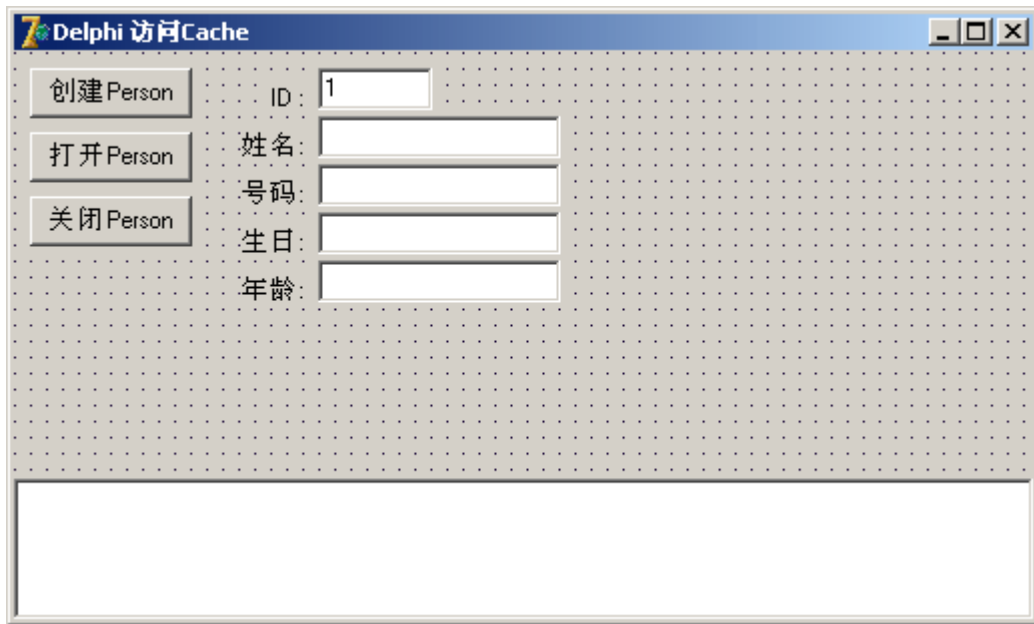 Delphi 访问Cache
创建Person
ID:
1
打开Person
姓名:
关闭Person
号码:
生日:
年龄: